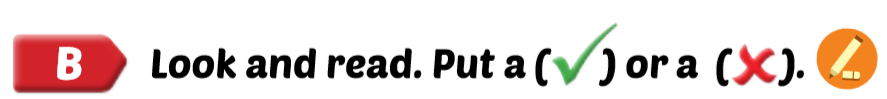 B Look and read. Put a (✓) or a (✗).